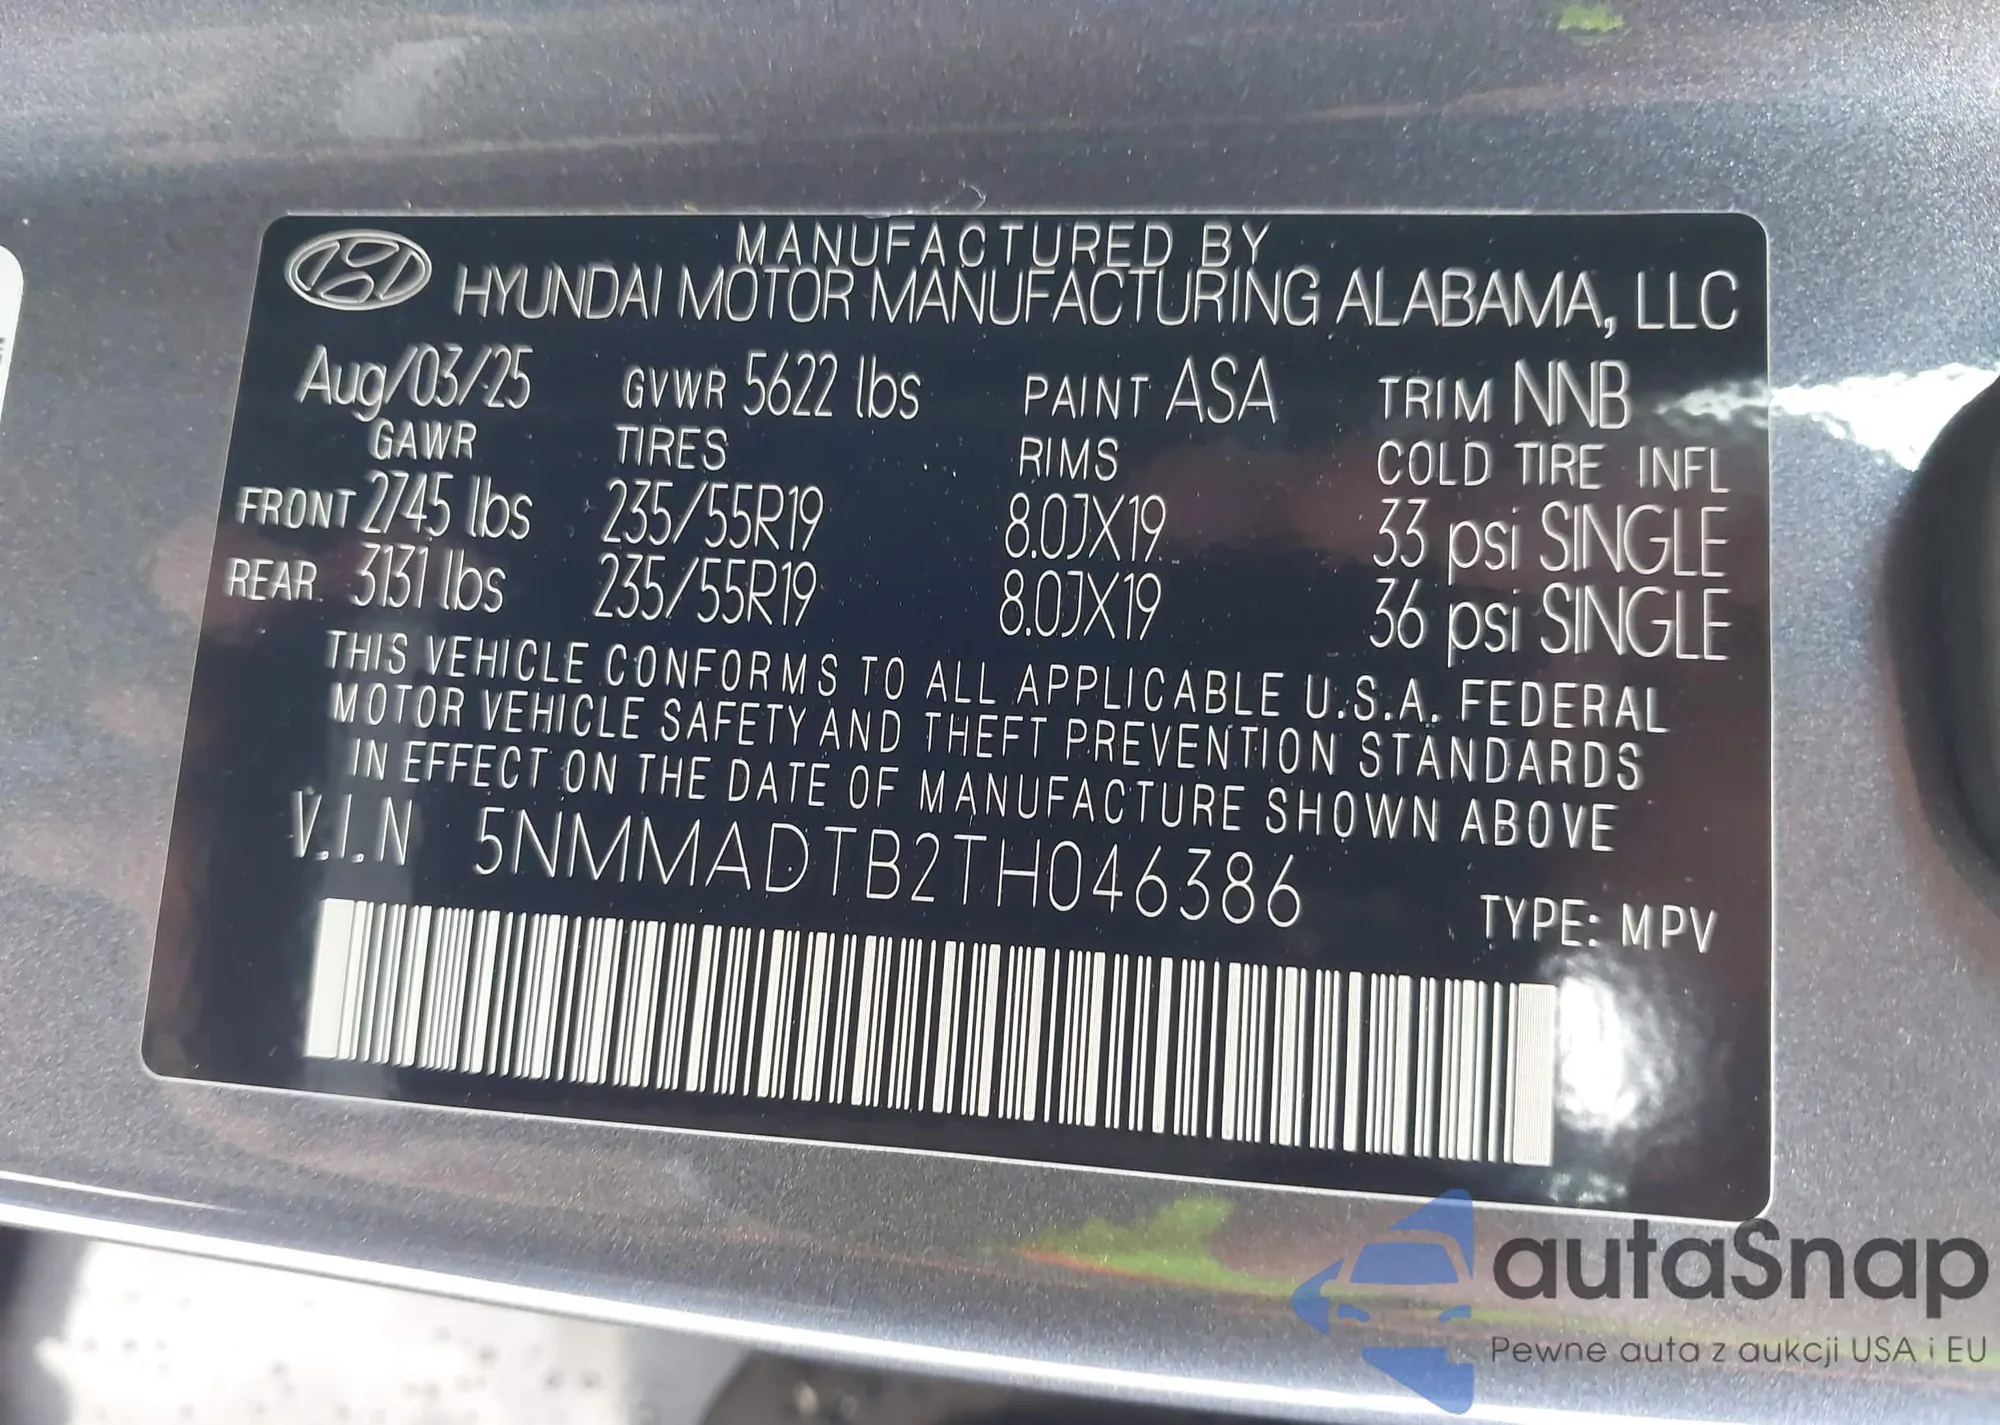 MANUFACTURED BY
HYUNDAI MOTOR MANUFACTURING ALABAMA, LLC
Aug/03/25 GVWR 5622 lbs PAINT ASA TRIM NNB
GAWR TIRES RIMS COLD TIRE INFL
FRONT 2745 lbs 235/55R19 8.0JX19 33 psi SINGLE
REAR 3131 lbs 235/55R19 8.0JX19 36 psi SINGLE
THIS VEHICLE CONFORMS TO ALL APPLICABLE U.S.A. FEDERAL
MOTOR VEHICLE SAFETY AND THEFT PREVENTION STANDARDS
IN EFFECT ON THE DATE OF MANUFACTURE SHOWN ABOVE
V.I.N 5NMMADTB2TH046386
TYPE: MPV
autaSnap
Pewne auta z aukcji USA i EU